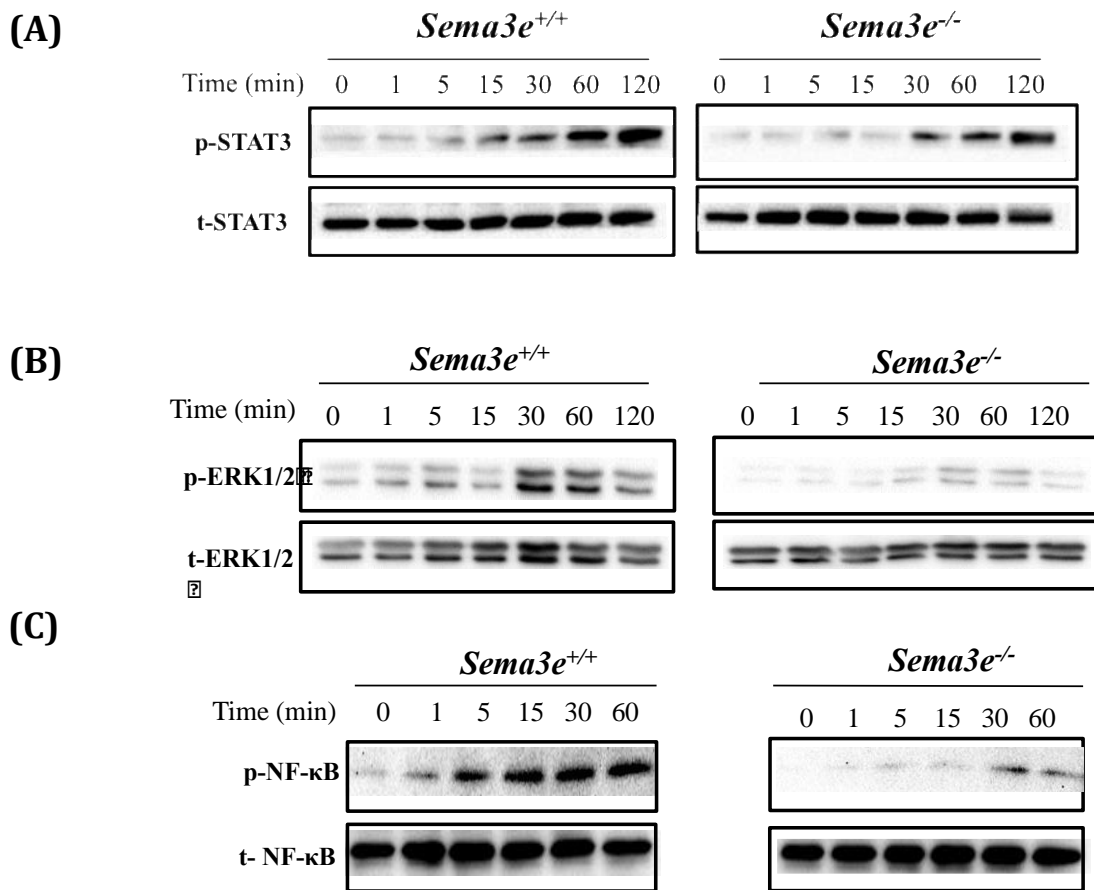 (A)
Sema3e+/+ Sema3e-/-
Time (min) 0 1 5 15 30 60 120 0 1 5 15 30 60 120
p-STAT3
t-STAT3
(B)
Sema3e+/+ Sema3e-/-
Time (min) 0 1 5 15 30 60 120 0 1 5 15 30 60 120
p-ERK1/2
t-ERK1/2
(C)
Sema3e+/+ Sema3e-/-
Time (min) 0 1 5 15 30 60 0 1 5 15 30 60
p-NF-κB
t- NF-κB